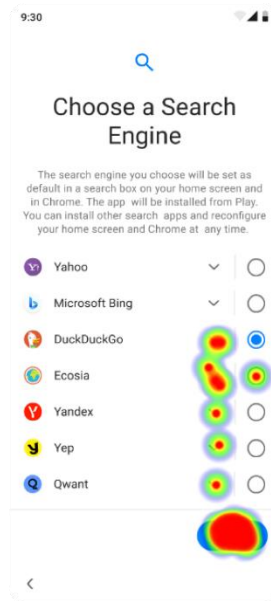 9:30
Choose a Search
Engine
The search engine you choose will be set as
default in a search box on your home screen and
in Chrome. The app will be installed from Play.
You can install other search apps and reconfigure
your home screen and Chrome at any time.
Yahoo
Microsoft Bing
DuckDuckGo
Ecosia
Yandex
Yep
Qwant